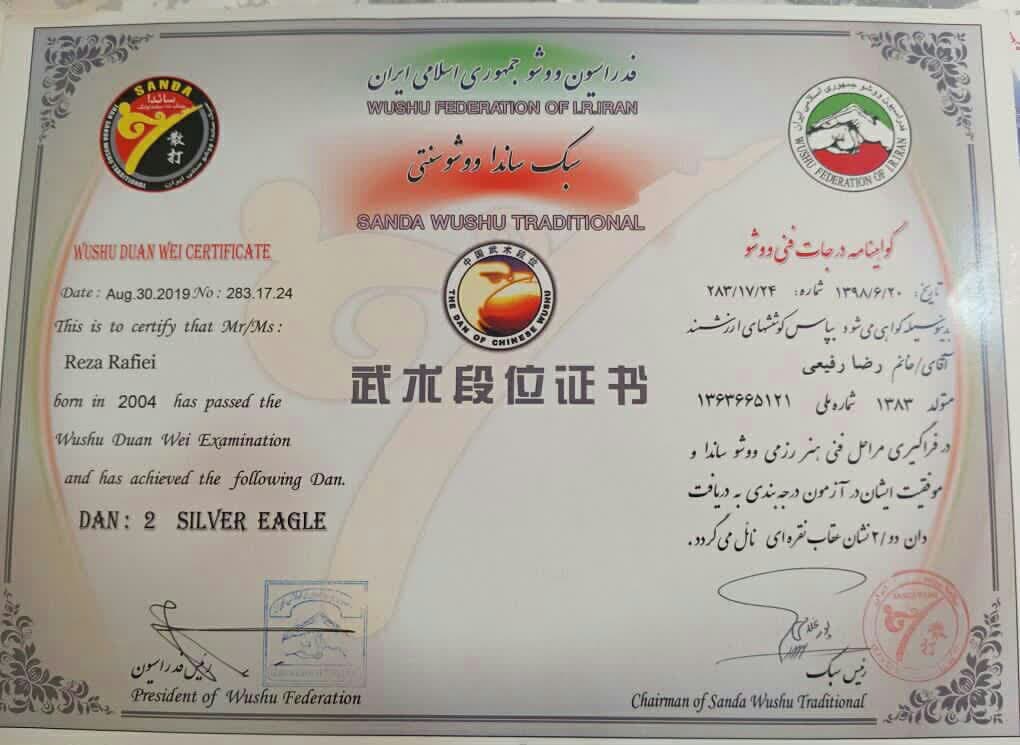 فدراسیون ووشو جمهوری اسلامی ایران
WUSHU FEDERATION OF I.R.IRAN
سبک ساندا ووشو سنتی
SANDA WUSHU TRADITIONAL
SANDA
ساندا
散打
فدراسیون ووشو جمهوری اسلامی ایران
WUSHU FEDERATION OF I.R.IRAN
中国武术段位
THE DAN OF CHINESE WUSHU
武术段位证书
WUSHU DUAN WEI CERTIFICATE
Date : Aug.30.2019 No : 283.17.24
This is to certify that Mr/Ms :
Reza Rafiei
born in 2004 has passed the
Wushu Duan Wei Examination
and has achieved the following Dan.
DAN: 2 SILVER EAGLE
گواهینامه درجات فنی ووشو
تاریخ: ۱۳۹۸/۶/۲۰ شماره: ۲۸۳/۱۷/۲۴
بدینوسیله گواهی می شود بپاس کوششهای ارزشمند
آقای/خانم رضا رفیعی
متولد ۱۳۸۳ شماره ملی ۱۳۶۳۶۶۵۱۲۱
در فراگیری مراحل فنی هنر رزمی ووشو ساندا و
موفقیت ایشان در آزمون درجه بندی به دریافت
دان دو /۲ نشان عقاب نقره ای نائل می گردد.
رئیس فدراسیون
President of Wushu Federation
رئیس سبک
Chairman of Sanda Wushu Traditional